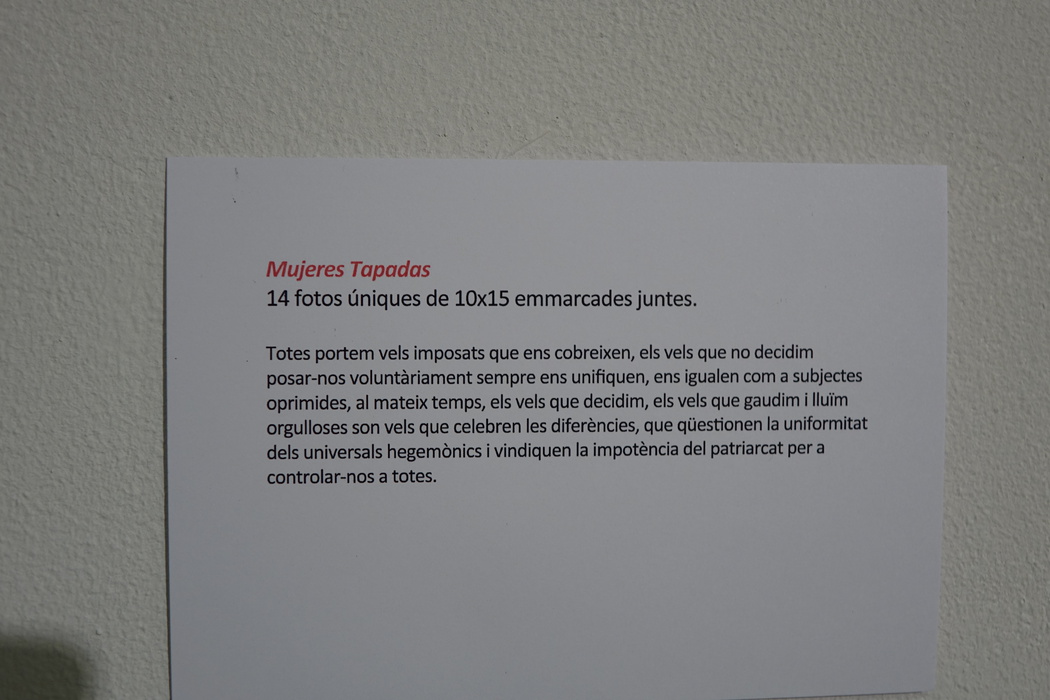 Mujeres Tapadas
14 fotos úniques de 10x15 emmarcades juntes.
Totes portem vels imposats que ens cobreixen, els vels que no decidim
posar-nos voluntàriament sempre ens unifiquen, ens igualen com a subjectes
oprimides, al mateix temps, els vels que decidim, els vels que gaudim i lluïm
orgulloses son vels que celebren les diferències, que qüestionen la uniformitat
dels universals hegemònics i vindiquen la impotència del patriarcat per a
controlar-nos a totes.